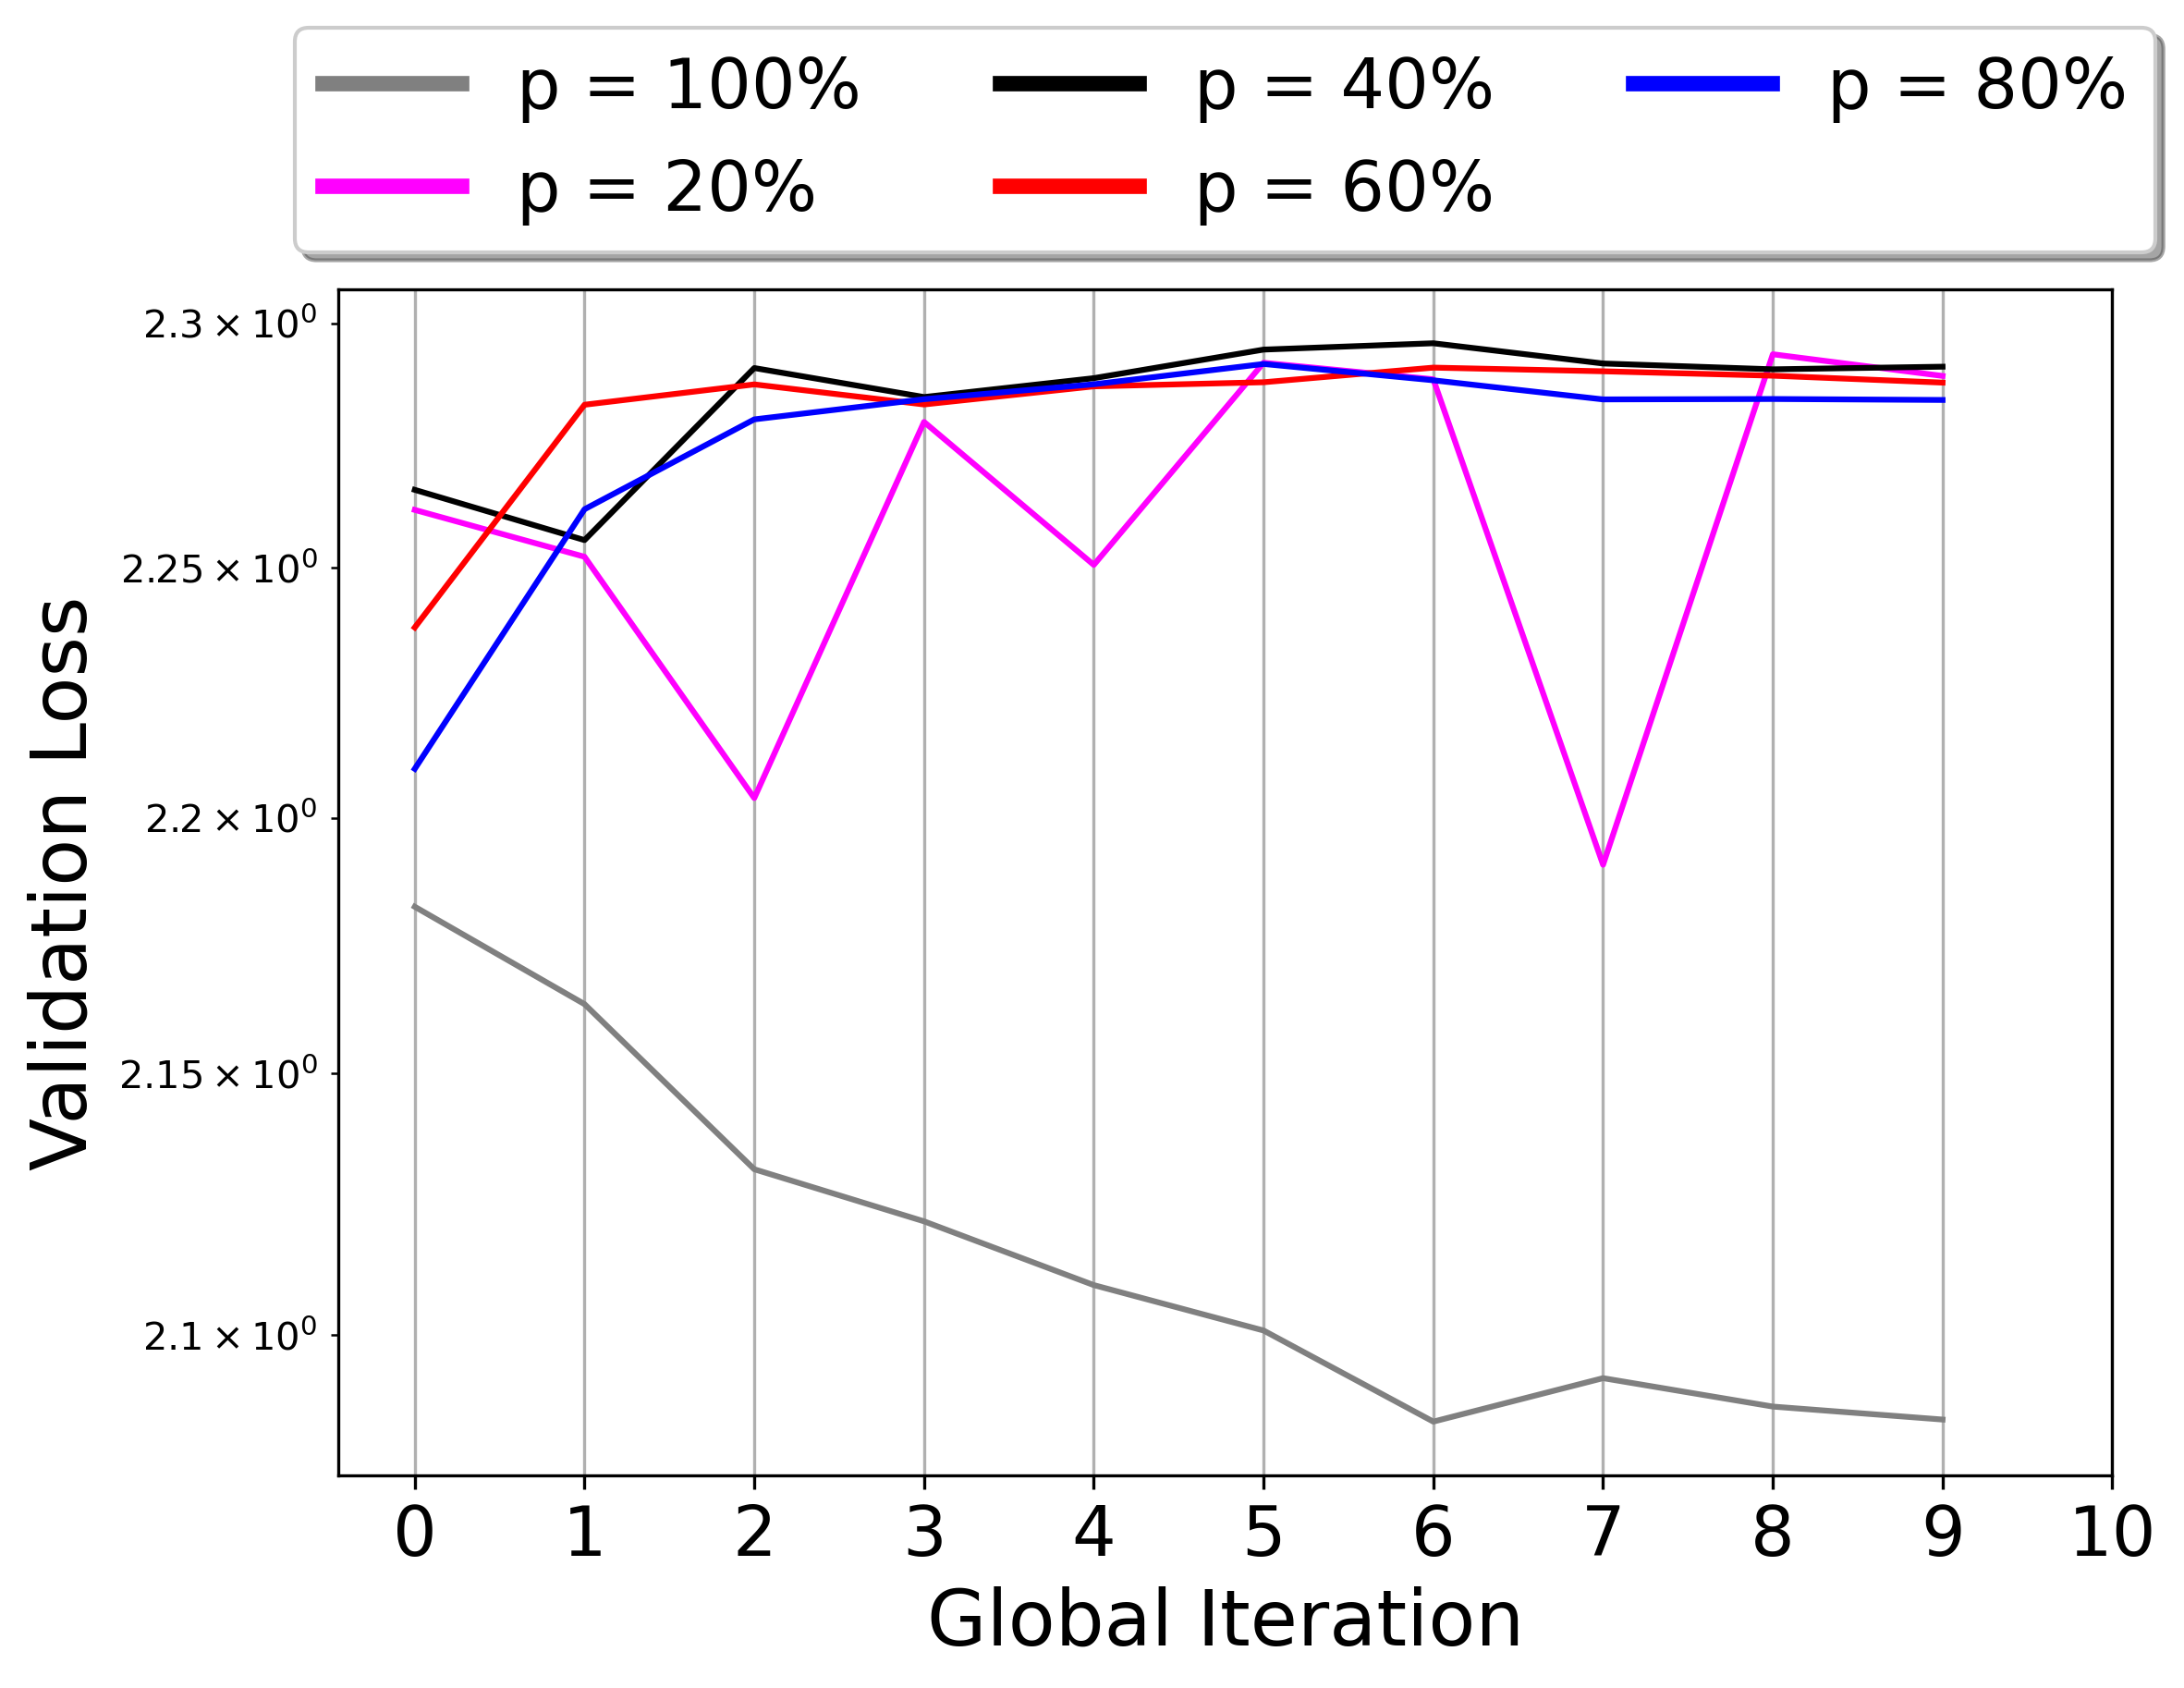 p = 100% p = 40% p = 80%
p = 20% p = 60%
2.3 × 10⁰
2.25 × 10⁰
2.2 × 10⁰
2.15 × 10⁰
2.1 × 10⁰
Validation Loss
0 1 2 3 4 5 6 7 8 9 10
Global Iteration